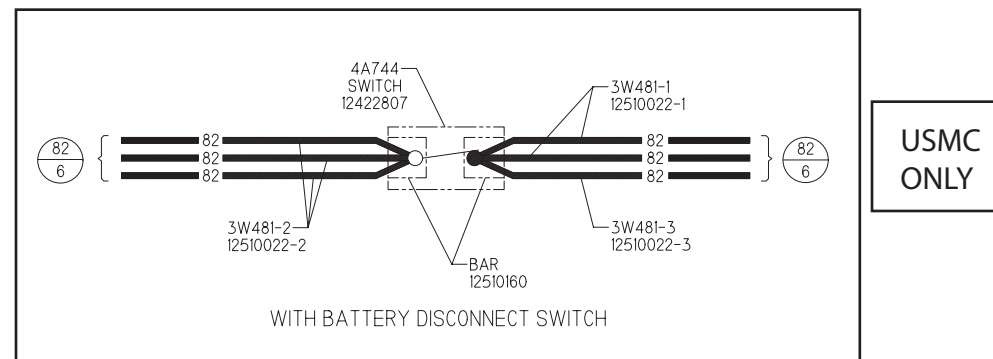 4A744
SWITCH
12422807
3W481-1
12510022-1
82
6
82
82
82
82
82
82
82
6
3W481-2
12510022-2
3W481-3
12510022-3
BAR
12510160
WITH BATTERY DISCONNECT SWITCH
USMC
ONLY